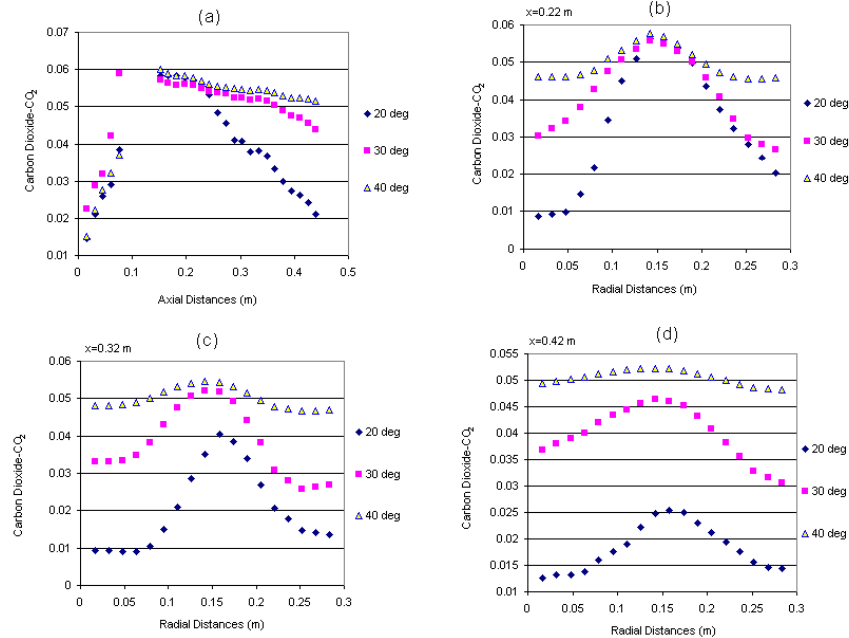 (a)
0.07
0.06
0.05
0.04
0.03
0.02
0.01
Carbon Dioxide-CO2
0
0.1
0.2
0.3
0.4
0.5
Axial Distances (m)
20 deg
30 deg
40 deg
x=0.22 m
(b)
0.06
0.05
0.04
0.03
0.02
0.01
0
Carbon Dioxide-CO2
0
0.05
0.1
0.15
0.2
0.25
0.3
Radial Distances (m)
20 deg
30 deg
40 deg
x=0.32 m
(c)
0.06
0.05
0.04
0.03
0.02
0.01
0
Carbon Dioxide-CO2
0
0.05
0.1
0.15
0.2
0.25
0.3
Radial Distances (m)
20 deg
30 deg
40 deg
x=0.42 m
(d)
0.055
0.05
0.045
0.04
0.035
0.03
0.025
0.02
0.015
0.01
Carbon Dioxide-CO2
0
0.05
0.1
0.15
0.2
0.25
0.3
Radial Distances (m)
20 deg
30 deg
40 deg